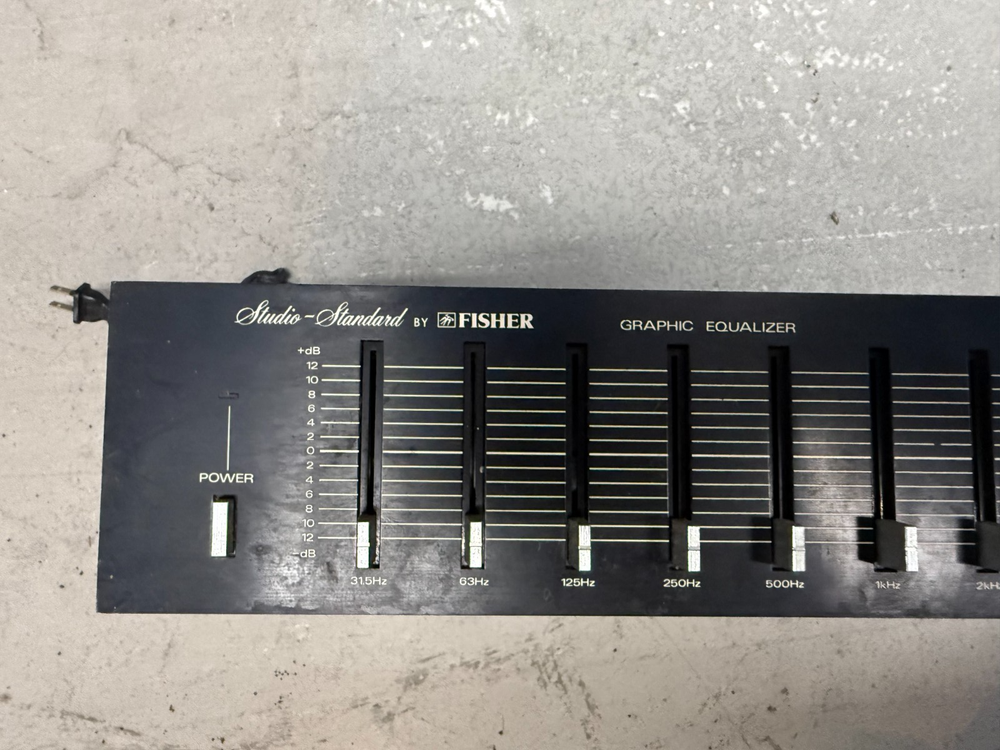 Studio-Standard BY FISHER
GRAPHIC EQUALIZER
+dB
12
10
8
6
4
2
0
2
4
6
8
10
12
-dB
POWER
31.5Hz 63Hz 125Hz 250Hz 500Hz 1kHz 2kH